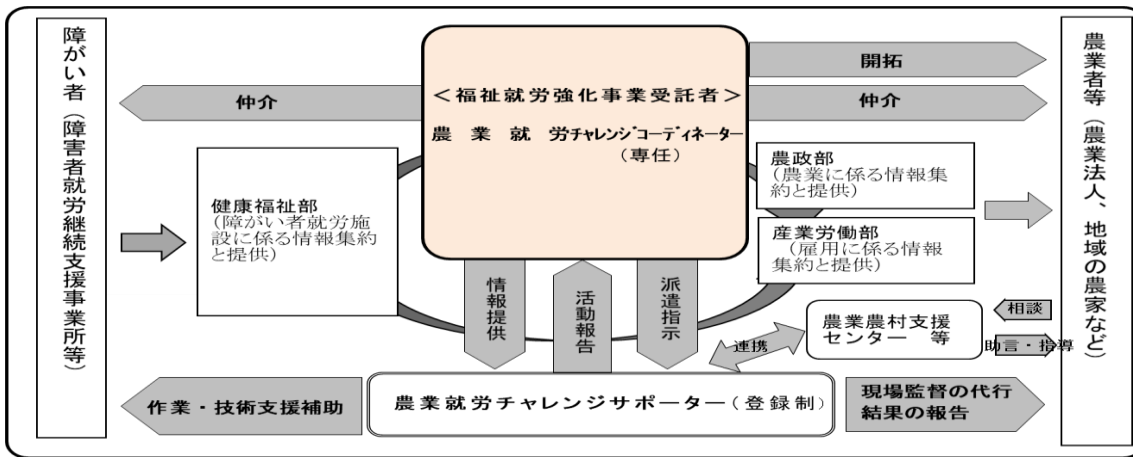 障がい者（障害者就労継続支援事業所等）
仲介
＜福祉就労強化事業受託者＞
農業就労チャレンジコーディネーター
（専任）
開拓
仲介
農業者等（農業法人、地域の農家など）
健康福祉部
（障がい者就労施
設に係る情報集約
と提供）
農政部
（農業に係る情報集
約と提供）
産業労働部
（雇用に係る情報
集約と提供）
情報提供
活動報告
派遣指示
連携
農業農村支援
センター 等
相談
助言・指導
作業・技術支援補助
農業就労チャレンジサポーター（登録制）
現場監督の代行
結果の報告